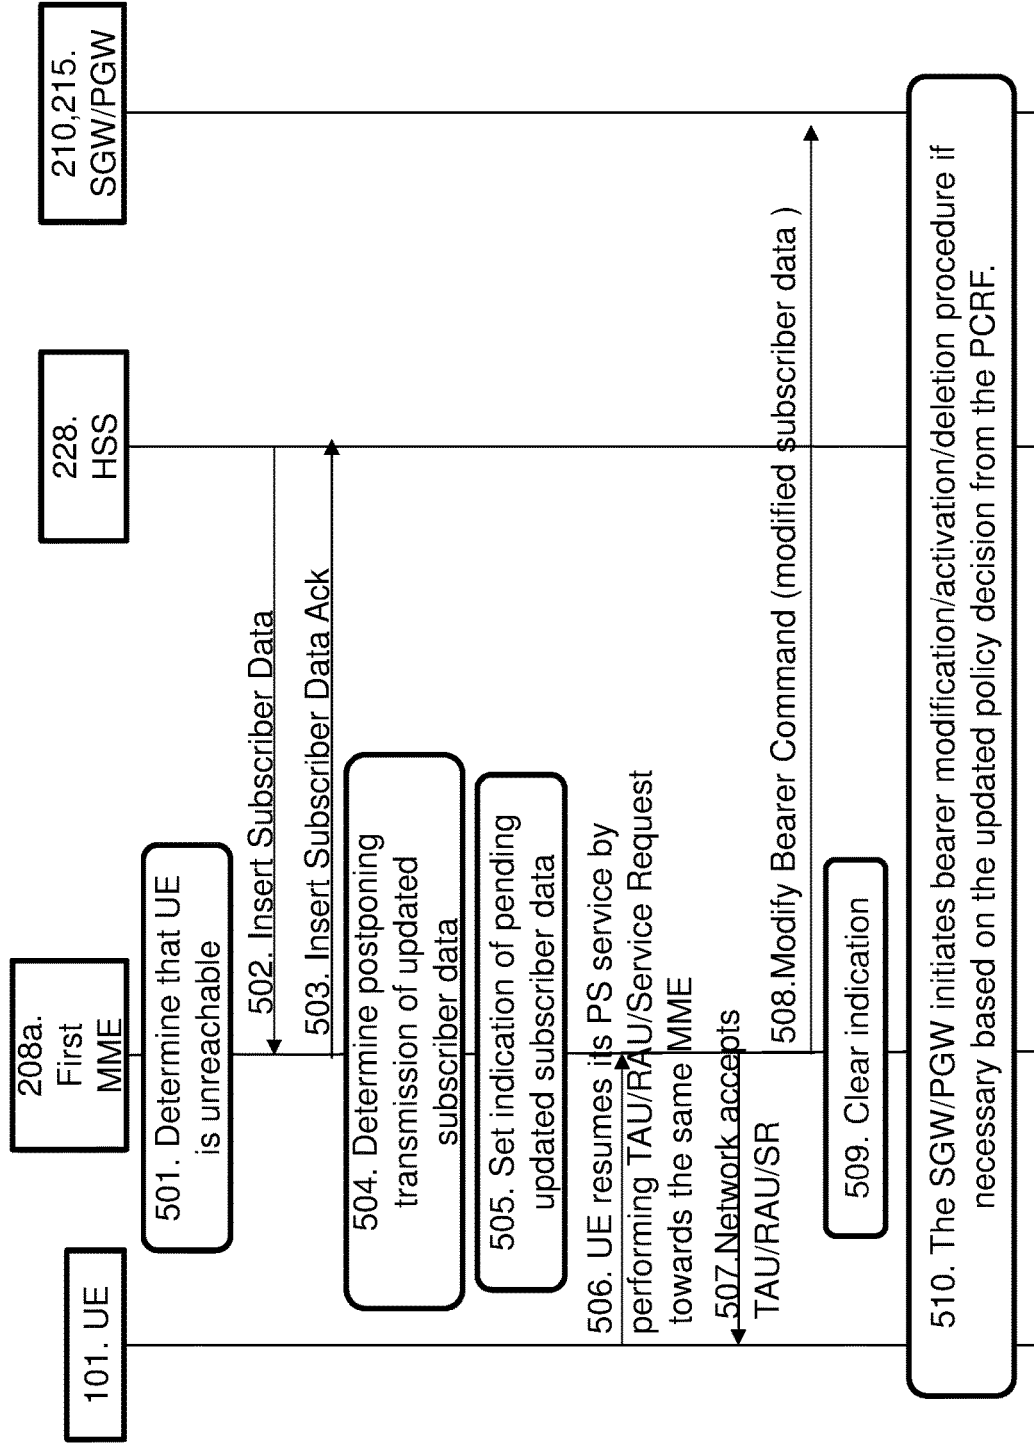 101. UE
208a.
First
MME
228.
HSS
210,215.
SGW/PGW
501. Determine that UE
is unreachable
502. Insert Subscriber Data
503. Insert Subscriber Data Ack
504. Determine postponing
transmission of updated
subscriber data
505. Set indication of pending
updated subscriber data
506. UE resumes its PS service by
performing TAU/RAU/Service Request
towards the same MME
507.Network accepts
TAU/RAU/SR
508.Modify Bearer Command (modified subscriber data )
509. Clear indication
510. The SGW/PGW initiates bearer modification/activation/deletion procedure if
necessary based on the updated policy decision from the PCRF.